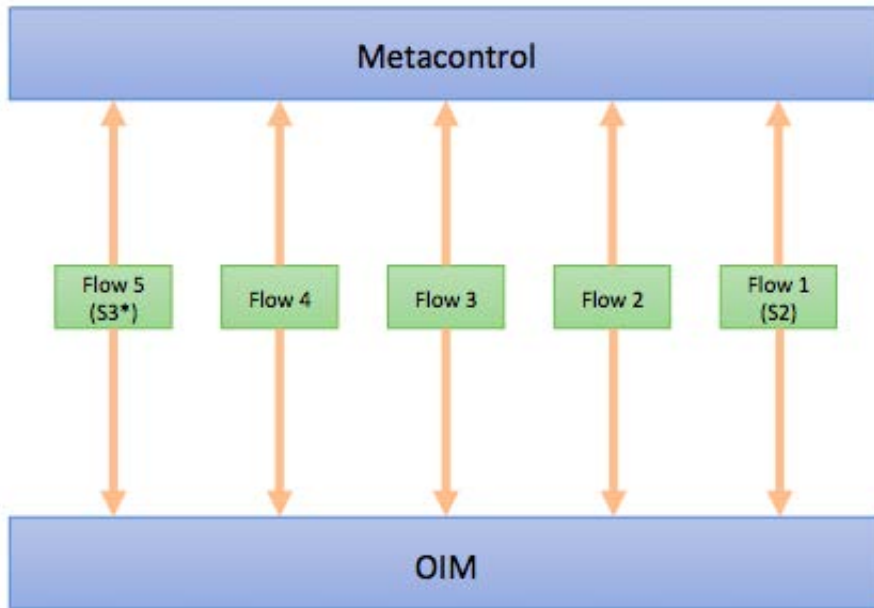 Metacontrol
Flow 5
(S3*)
Flow 4
Flow 3
Flow 2
Flow 1
(S2)
OIM